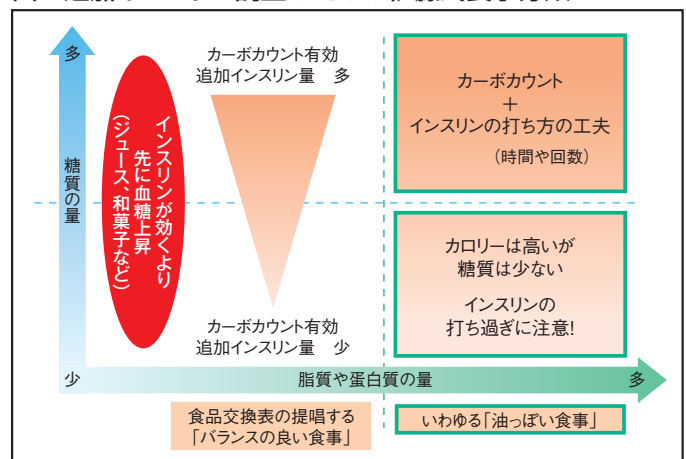 多
糖質の量
少
インスリンが効くより
先に血糖上昇
(ジュース、和菓子など)
カーボカウント有効
追加インスリン量 多
カーボカウント有効
追加インスリン量 少
カーボカウント
+
インスリンの打ち方の工夫
(時間や回数)
カロリーは高いが
糖質は少ない
インスリンの
打ち過ぎに注意!
脂質や蛋白質の量
多
食品交換表の提唱する
「バランスの良い食事」
いわゆる「油っぽい食事」